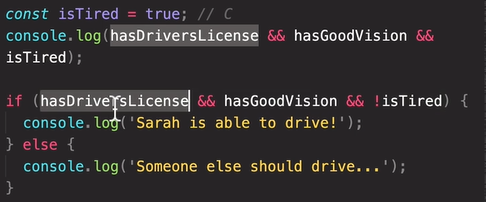 const isTired = true; // C
console.log(hasDriversLicense && hasGoodVision &&
isTired);
if (hasDriversLicense && hasGoodVision && !isTired) {
console.log('Sarah is able to drive!');
} else {
console.log('Someone else should drive...');
}